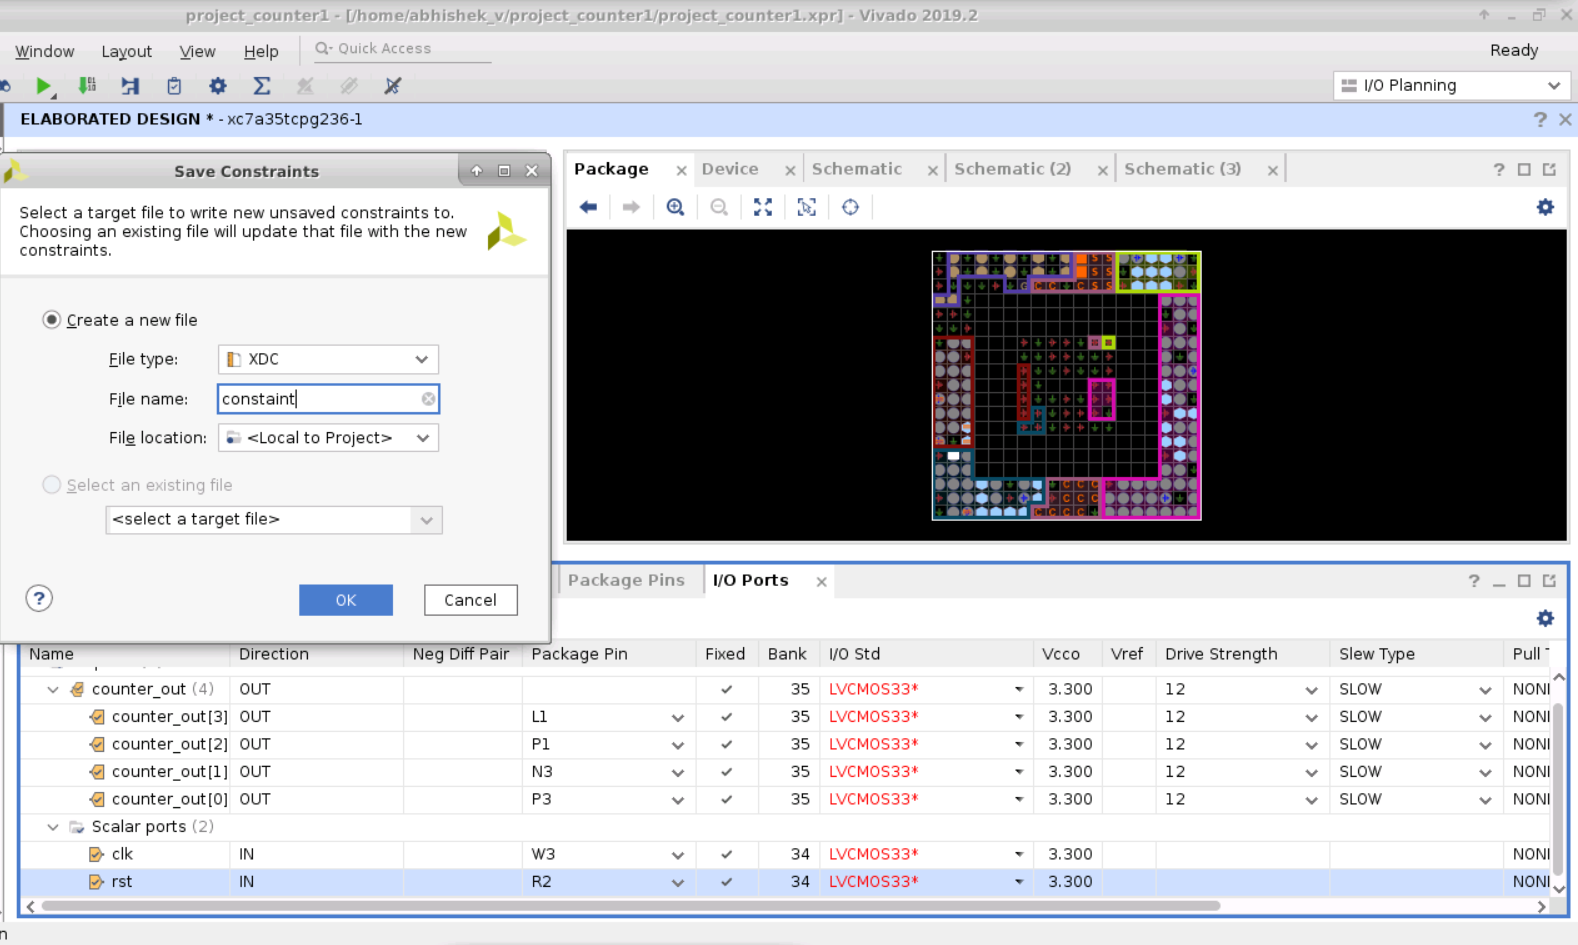 project_counter1 - [/home/abhishek_v/project_counter1/project_counter1.xpr] - Vivado 2019.2
Window Layout View Help Quick Access Ready
I/O Planning
ELABORATED DESIGN * - xc7a35tcpg236-1 ?
Save Constraints
Select a target file to write new unsaved constraints to.
Choosing an existing file will update that file with the new
constraints.
Create a new file
File type: XDC
File name: constaint
File location: <Local to Project>
Select an existing file
<select a target file>
? OK Cancel
Package Device Schematic Schematic (2) Schematic (3) ?
Package Pins I/O Ports ?
Name Direction Neg Diff Pair Package Pin Fixed Bank I/O Std Vcco Vref Drive Strength Slew Type Pull T
counter_out (4) OUT 35 LVCMOS33* 3.300 12 SLOW NONI
counter_out[3] OUT L1 35 LVCMOS33* 3.300 12 SLOW NONI
counter_out[2] OUT P1 35 LVCMOS33* 3.300 12 SLOW NONI
counter_out[1] OUT N3 35 LVCMOS33* 3.300 12 SLOW NONI
counter_out[0] OUT P3 35 LVCMOS33* 3.300 12 SLOW NONI
Scalar ports (2)
clk IN W3 34 LVCMOS33* 3.300 NONI
rst IN R2 34 LVCMOS33* 3.300 NONI
n